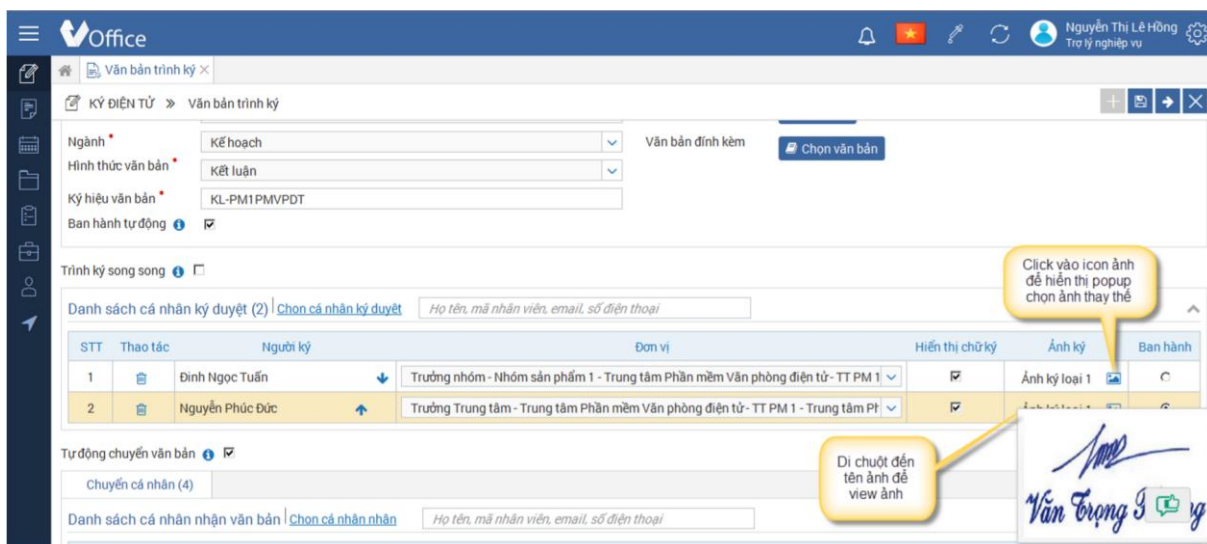 VOffice
Nguyễn Thị Lê Hồng
Trợ lý nghiệp vụ
Văn bản trình ký
KÝ ĐIỆN TỬ » Văn bản trình ký
Ngành * Kế hoạch Văn bản đính kèm Chọn văn bản
Hình thức văn bản * Kết luận
Ký hiệu văn bản * KL-PM1PMVPDT
Ban hành tự động
Trình ký song song
Click vào icon ảnh
để hiển thị popup
chọn ảnh thay thế
Danh sách cá nhân ký duyệt (2) Chọn cá nhân ký duyệt Họ tên, mã nhân viên, email, số điện thoại
STT Thao tác Người ký Đơn vị Hiển thị chữ ký Ảnh ký Ban hành
1 Đinh Ngọc Tuấn Trưởng nhóm - Nhóm sản phẩm 1 - Trung tâm Phần mềm Văn phòng điện tử - TT PM 1 Ảnh ký loại 1
2 Nguyễn Phúc Đức Trưởng Trung tâm - Trung tâm Phần mềm Văn phòng điện tử - TT PM 1 - Trung tâm
Tự động chuyển văn bản
Di chuột đến
tên ảnh để
view ảnh
Chuyển cá nhân (4)
Danh sách cá nhân nhận văn bản Chọn cá nhân nhận Họ tên, mã nhân viên, email, số điện thoại
Văn Trọng